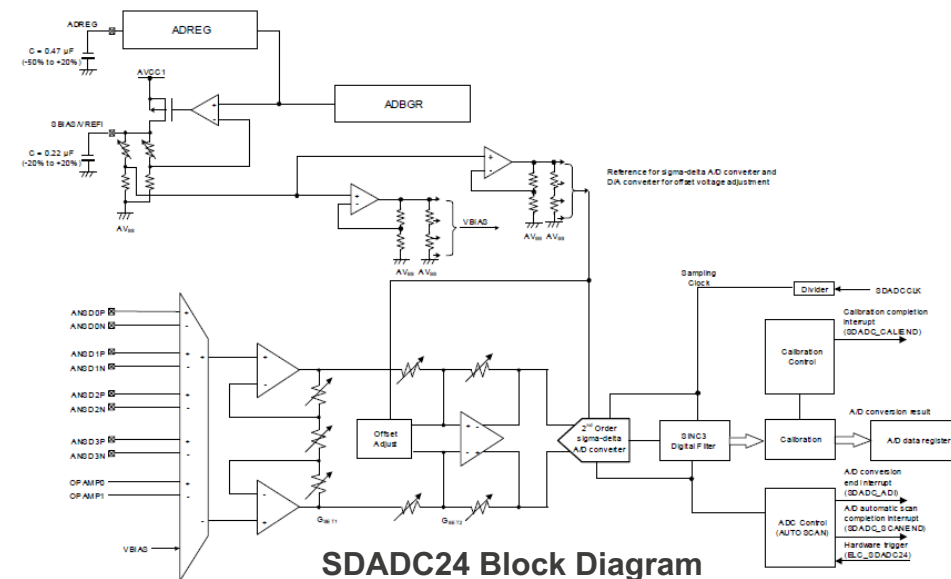 ADREG
ADREG
C = 0.47 µF
(-50% to +20%)
AVCC1
ADBGR
SBIAS/VREFI
C = 0.22 µF
(-20% to +20%)
+
-
+
-
+
-
Reference for sigma-delta A/D converter and
D/A converter for offset voltage adjustment
VBIAS
AVSS
AVSS AVSS
AVSS AVSS
Sampling
Clock
Divider
SDADCCLK
Calibration completion
interrupt
(SDADC_CALIEND)
Calibration
Control
ANSD0P +
ANSD0N -
ANSD1P +
ANSD1N -
ANSD2P +
ANSD2N -
ANSD3P +
ANSD3N -
OPAMP0 +
OPAMP1 -
VBIAS
+
-
+
-
-
+
GSET1
Offset
Adjust
+ -
- +
GSET2
2nd Order
sigma-delta
A/D converter
SINC3
Digital Filter
Calibration
A/D conversion result
A/D data register
ADC Control
(AUTO SCAN)
A/D conversion
end interrupt
(SDADC_ADI)
A/D automatic scan
completion interrupt
(SDADC_SCANEND)
Hardware trigger
(ELC_SDADC24)
SDADC24 Block Diagram